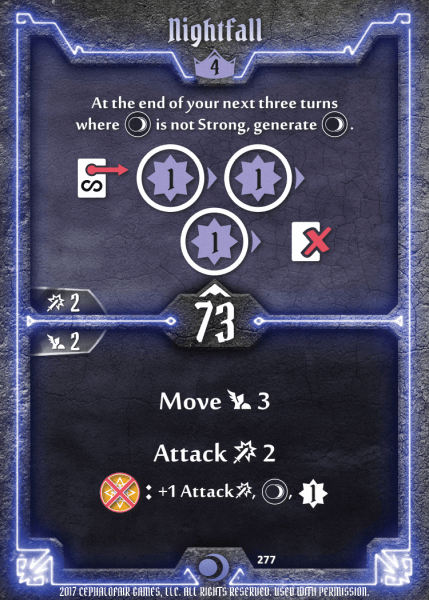 Nightfall
4
At the end of your next three turns
where is not Strong, generate .
1 1
1
2
73
2
Move 3
Attack 2
: +1 Attack , , 1
277
2017 CEPHALOFAIR GAMES, LLC. ALL RIGHTS RESERVED. USED WITH PERMISSION.